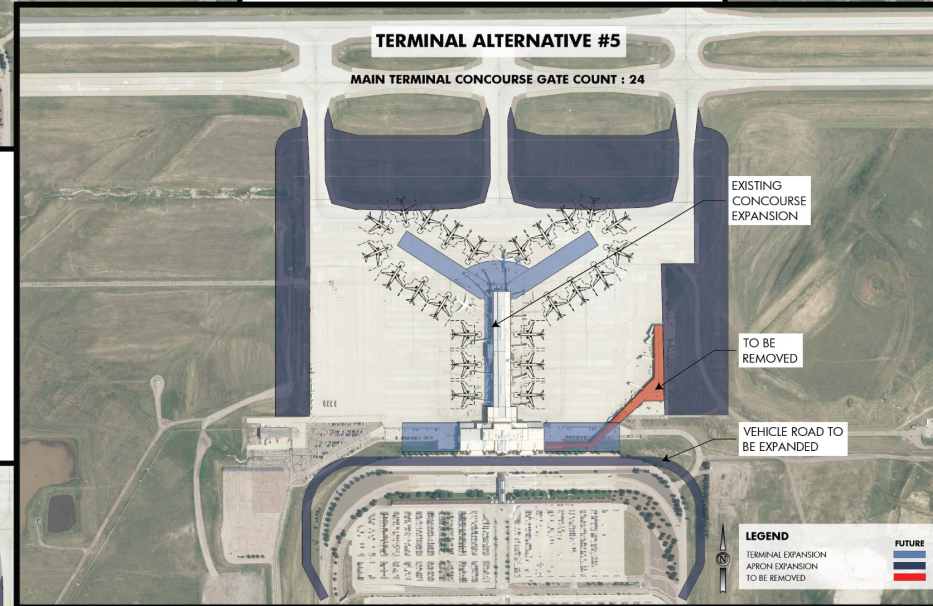 TERMINAL ALTERNATIVE #5
MAIN TERMINAL CONCOURSE GATE COUNT : 24
EXISTING
CONCOURSE
EXPANSION
TO BE
REMOVED
VEHICLE ROAD TO
BE EXPANDED
N
LEGEND
FUTURE
TERMINAL EXPANSION
APRON EXPANSION
TO BE REMOVED